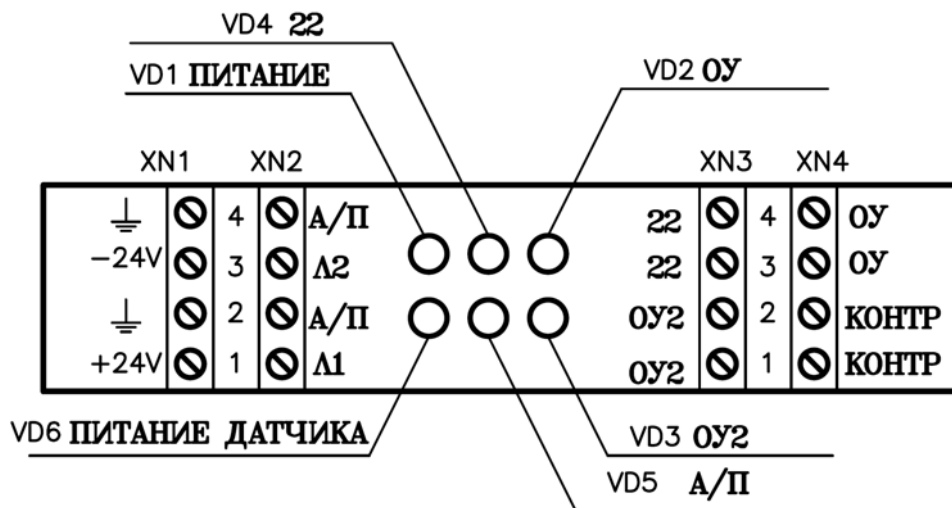 VD4 22
VD1 ПИТАНИЕ VD2 ОУ
XN1 XN2 XN3 XN4
4 А/П 22 4 ОУ
-24V 3 Л2 22 3 ОУ
2 А/П ОУ2 2 КОНТР
+24V 1 Л1 ОУ2 1 КОНТР
VD6 ПИТАНИЕ ДАТЧИКА VD3 ОУ2
VD5 А/П